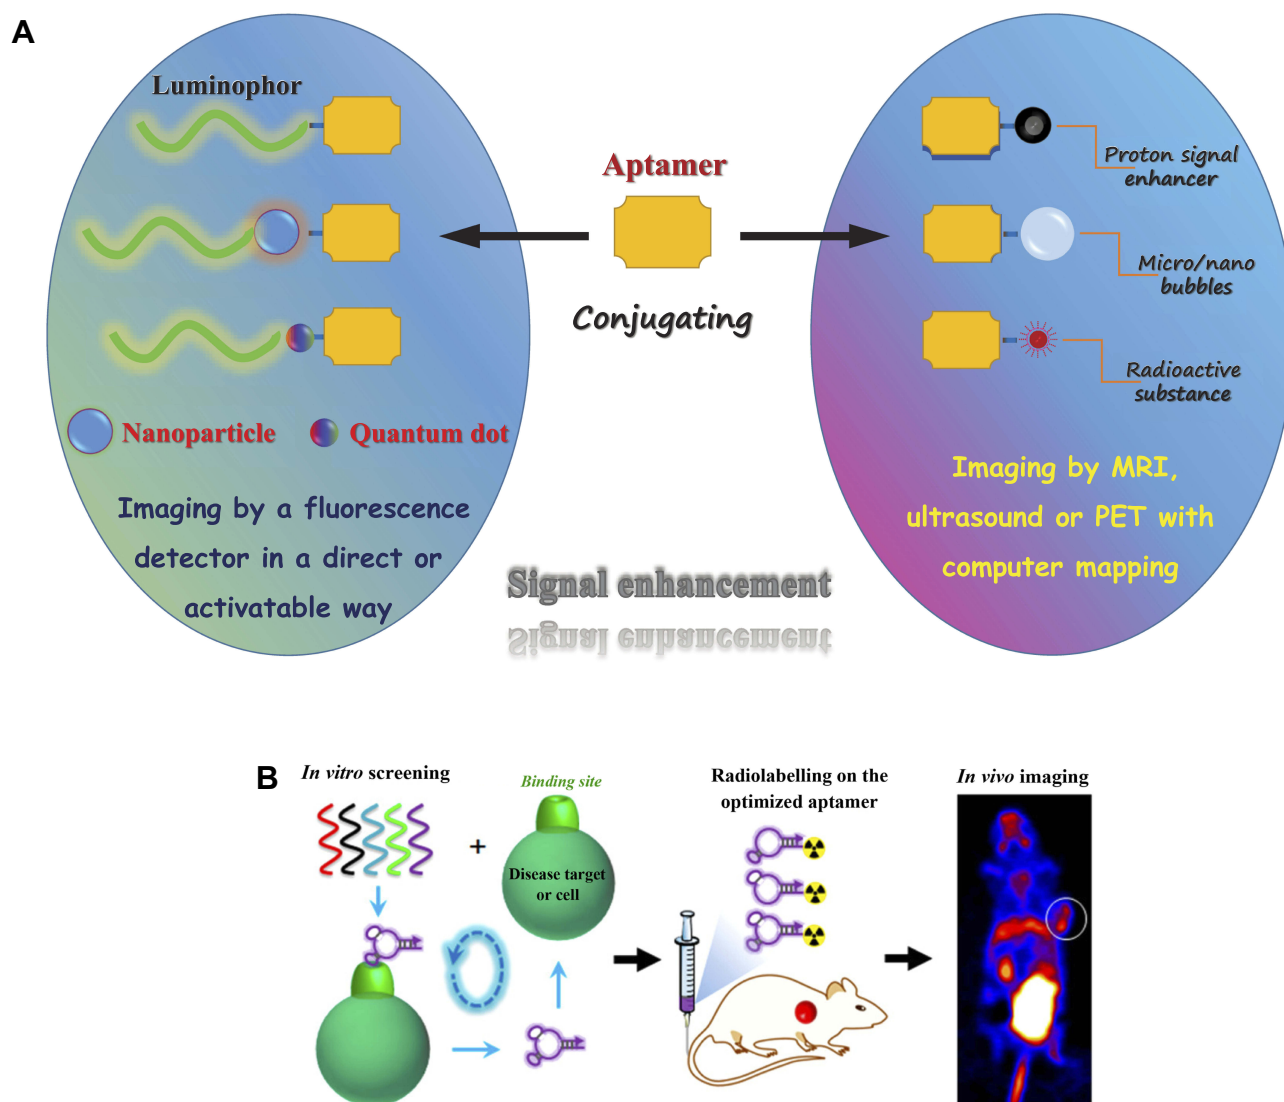 A
Luminophor
Nanoparticle
Quantum dot
Imaging by a fluorescence
detector in a direct or
activatable way
Aptamer
Conjugating
Signal enhancement
Signal enhancement
Proton signal
enhancer
Micro/nano
bubbles
Radioactive
substance
Imaging by MRI,
ultrasound or PET with
computer mapping
B
In vitro screening
+
Binding site
Disease target
or cell
Radiolabelling on the
optimized aptamer
In vivo imaging